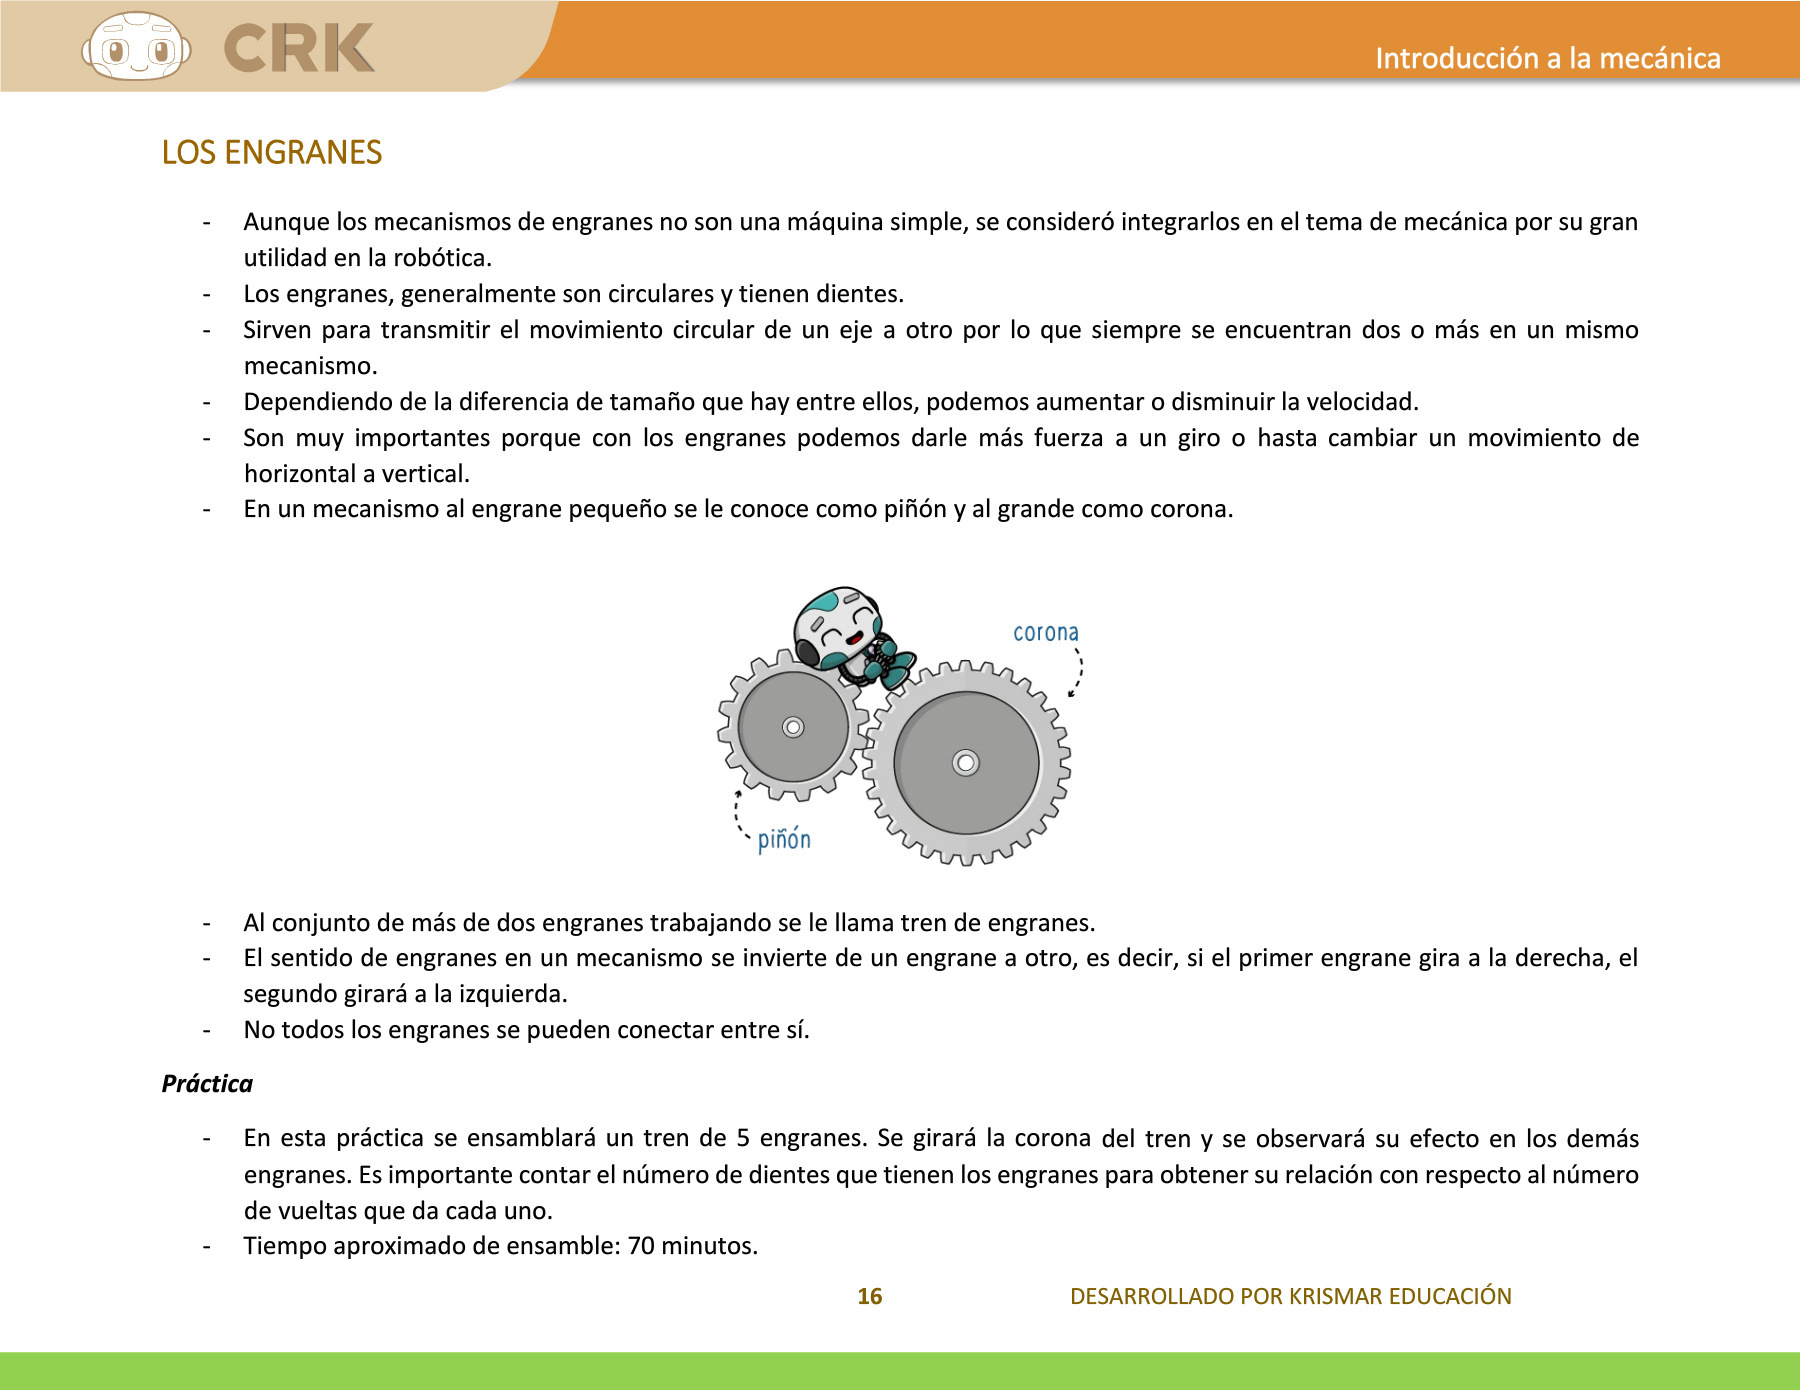 CRK
Introducción a la mecánica
LOS ENGRANES
- Aunque los mecanismos de engranes no son una máquina simple, se consideró integrarlos en el tema de mecánica por su gran
utilidad en la robótica.
- Los engranes, generalmente son circulares y tienen dientes.
- Sirven para transmitir el movimiento circular de un eje a otro por lo que siempre se encuentran dos o más en un mismo
mecanismo.
- Dependiendo de la diferencia de tamaño que hay entre ellos, podemos aumentar o disminuir la velocidad.
- Son muy importantes porque con los engranes podemos darle más fuerza a un giro o hasta cambiar un movimiento de
horizontal a vertical.
- En un mecanismo al engrane pequeño se le conoce como piñón y al grande como corona.
corona
piñón
- Al conjunto de más de dos engranes trabajando se le llama tren de engranes.
- El sentido de engranes en un mecanismo se invierte de un engrane a otro, es decir, si el primer engrane gira a la derecha, el
segundo girará a la izquierda.
- No todos los engranes se pueden conectar entre sí.
Práctica
- En esta práctica se ensamblará un tren de 5 engranes. Se girará la corona del tren y se observará su efecto en los demás
engranes. Es importante contar el número de dientes que tienen los engranes para obtener su relación con respecto al número
de vueltas que da cada uno.
- Tiempo aproximado de ensamble: 70 minutos.
16
DESARROLLADO POR KRISMAR EDUCACIÓN